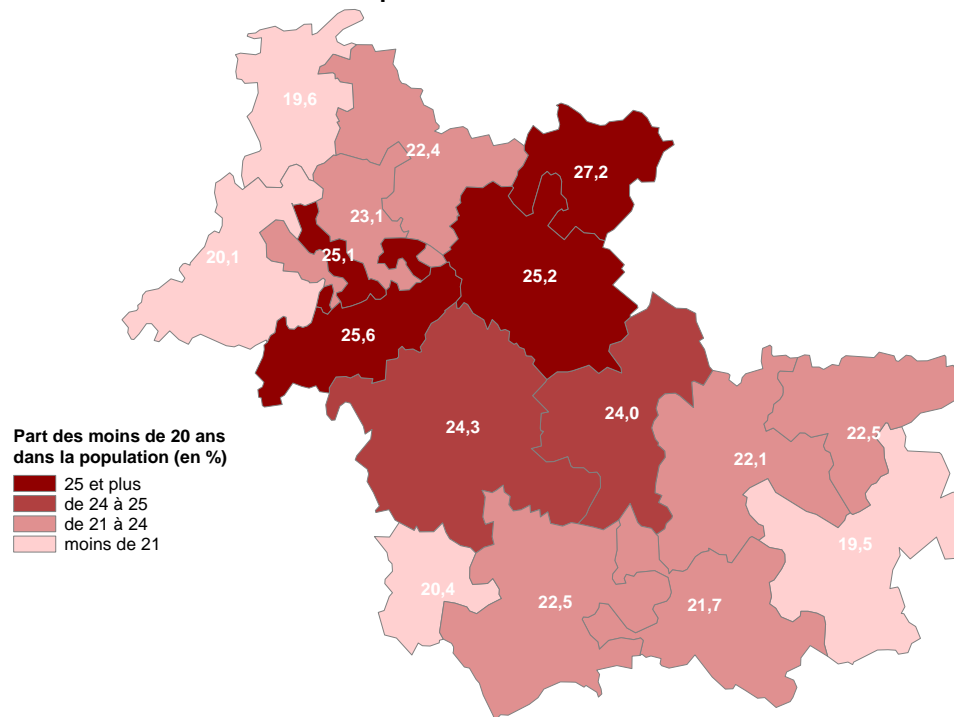 19,6
22,4
27,2
23,1
20,1
25,1
25,2
25,6
24,3
24,0
22,5
22,1
19,5
20,4
22,5
21,7
Part des moins de 20 ans
dans la population (en %)
25 et plus
de 24 à 25
de 21 à 24
moins de 21